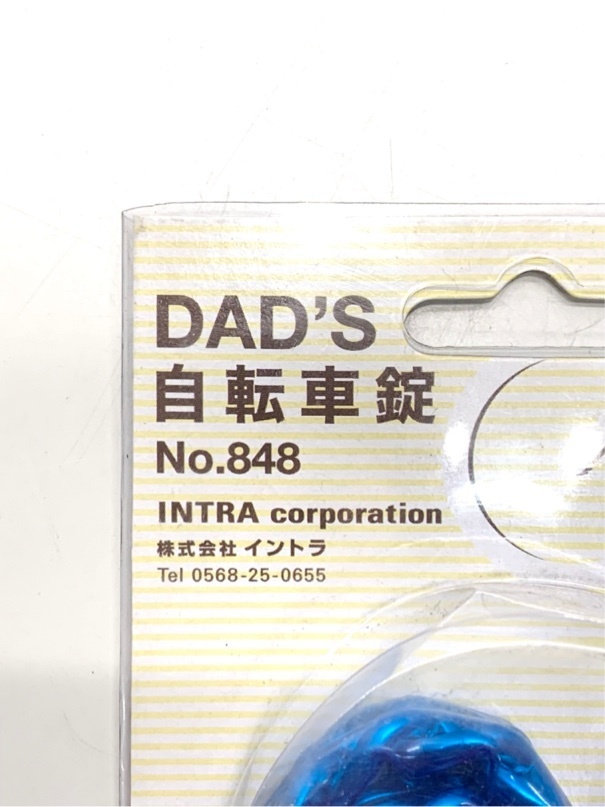 DAD'S
自転車錠
No.848
INTRA corporation
株式会社 イントラ
Tel 0568-25-0655